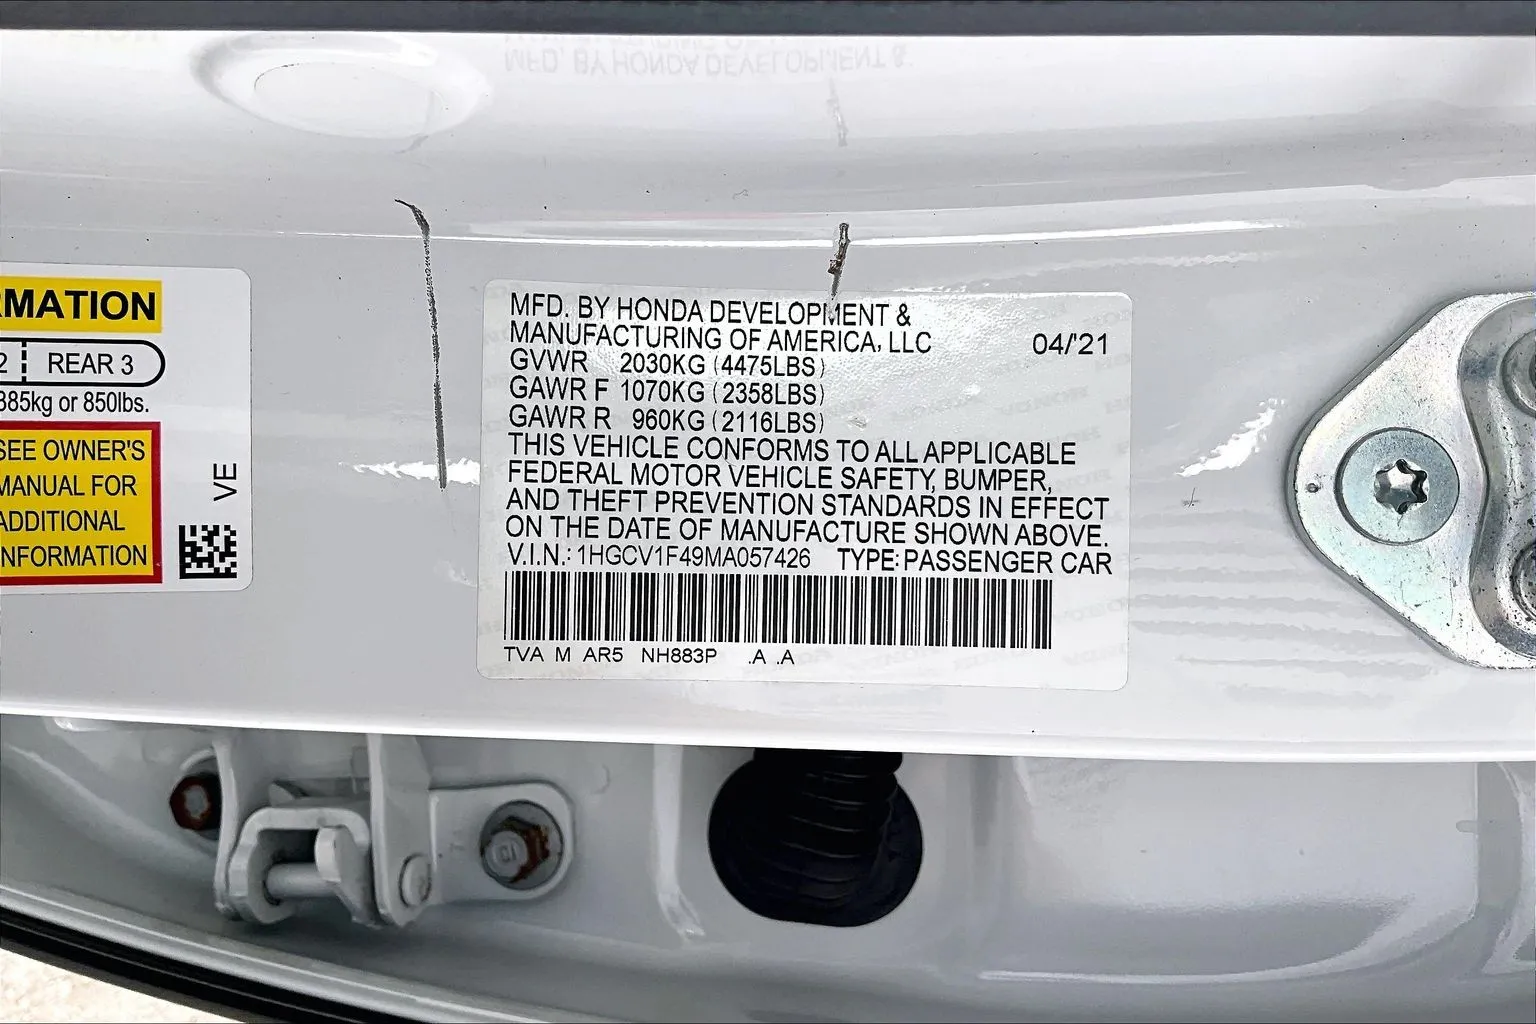 RMATION
2 REAR 3
385kg or 850lbs.
SEE OWNER'S
MANUAL FOR
ADDITIONAL
INFORMATION
VE
MFD. BY HONDA DEVELOPMENT &
MANUFACTURING OF AMERICA, LLC
04/'21
GVWR 2030KG (4475LBS)
GAWR F 1070KG (2358LBS)
GAWR R 960KG (2116LBS)
THIS VEHICLE CONFORMS TO ALL APPLICABLE
FEDERAL MOTOR VEHICLE SAFETY, BUMPER,
AND THEFT PREVENTION STANDARDS IN EFFECT
ON THE DATE OF MANUFACTURE SHOWN ABOVE.
V.I.N.: 1HGCV1F49MA057426 TYPE: PASSENGER CAR
TVA M AR5 NH883P .A .A